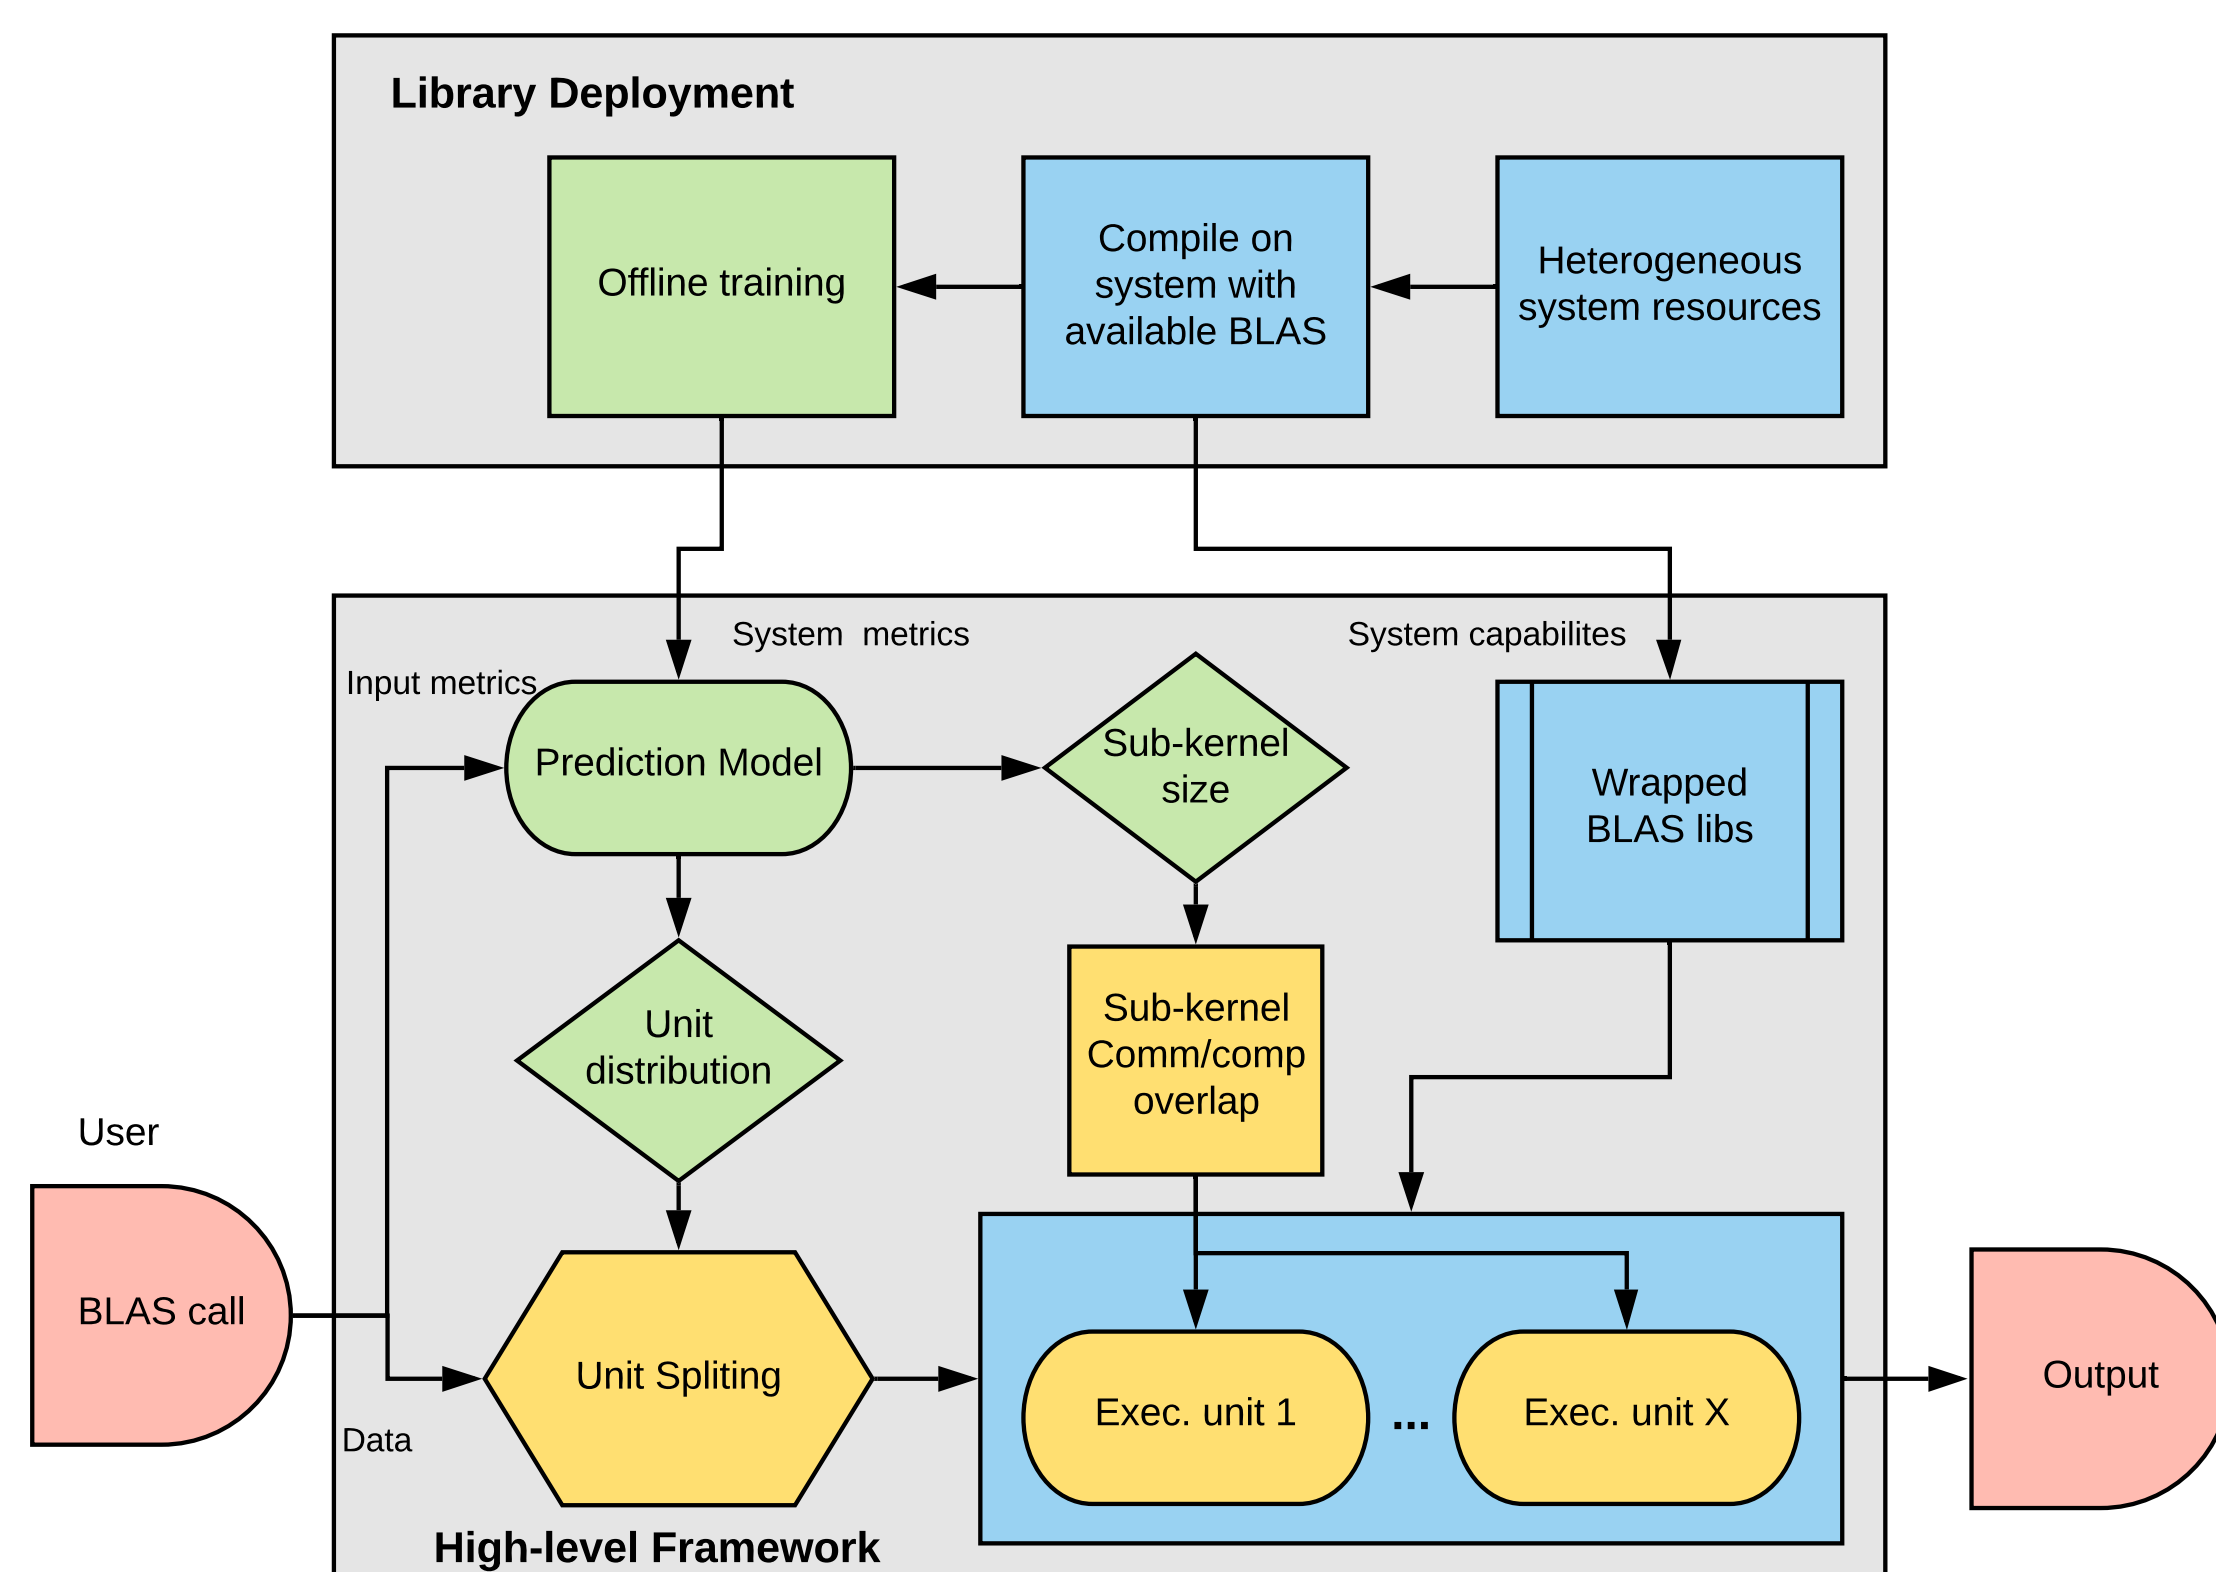 Library Deployment
Offline training
Compile on
system with
available BLAS
Heterogeneous
system resources
System  metrics
System capabilites
Input metrics
Prediction Model
Sub-kernel
size
Wrapped
BLAS libs
Unit
distribution
Sub-kernel
Comm/comp
overlap
User
BLAS call
Data
Unit Spliting
Exec. unit 1
...
Exec. unit X
Output
High-level Framework